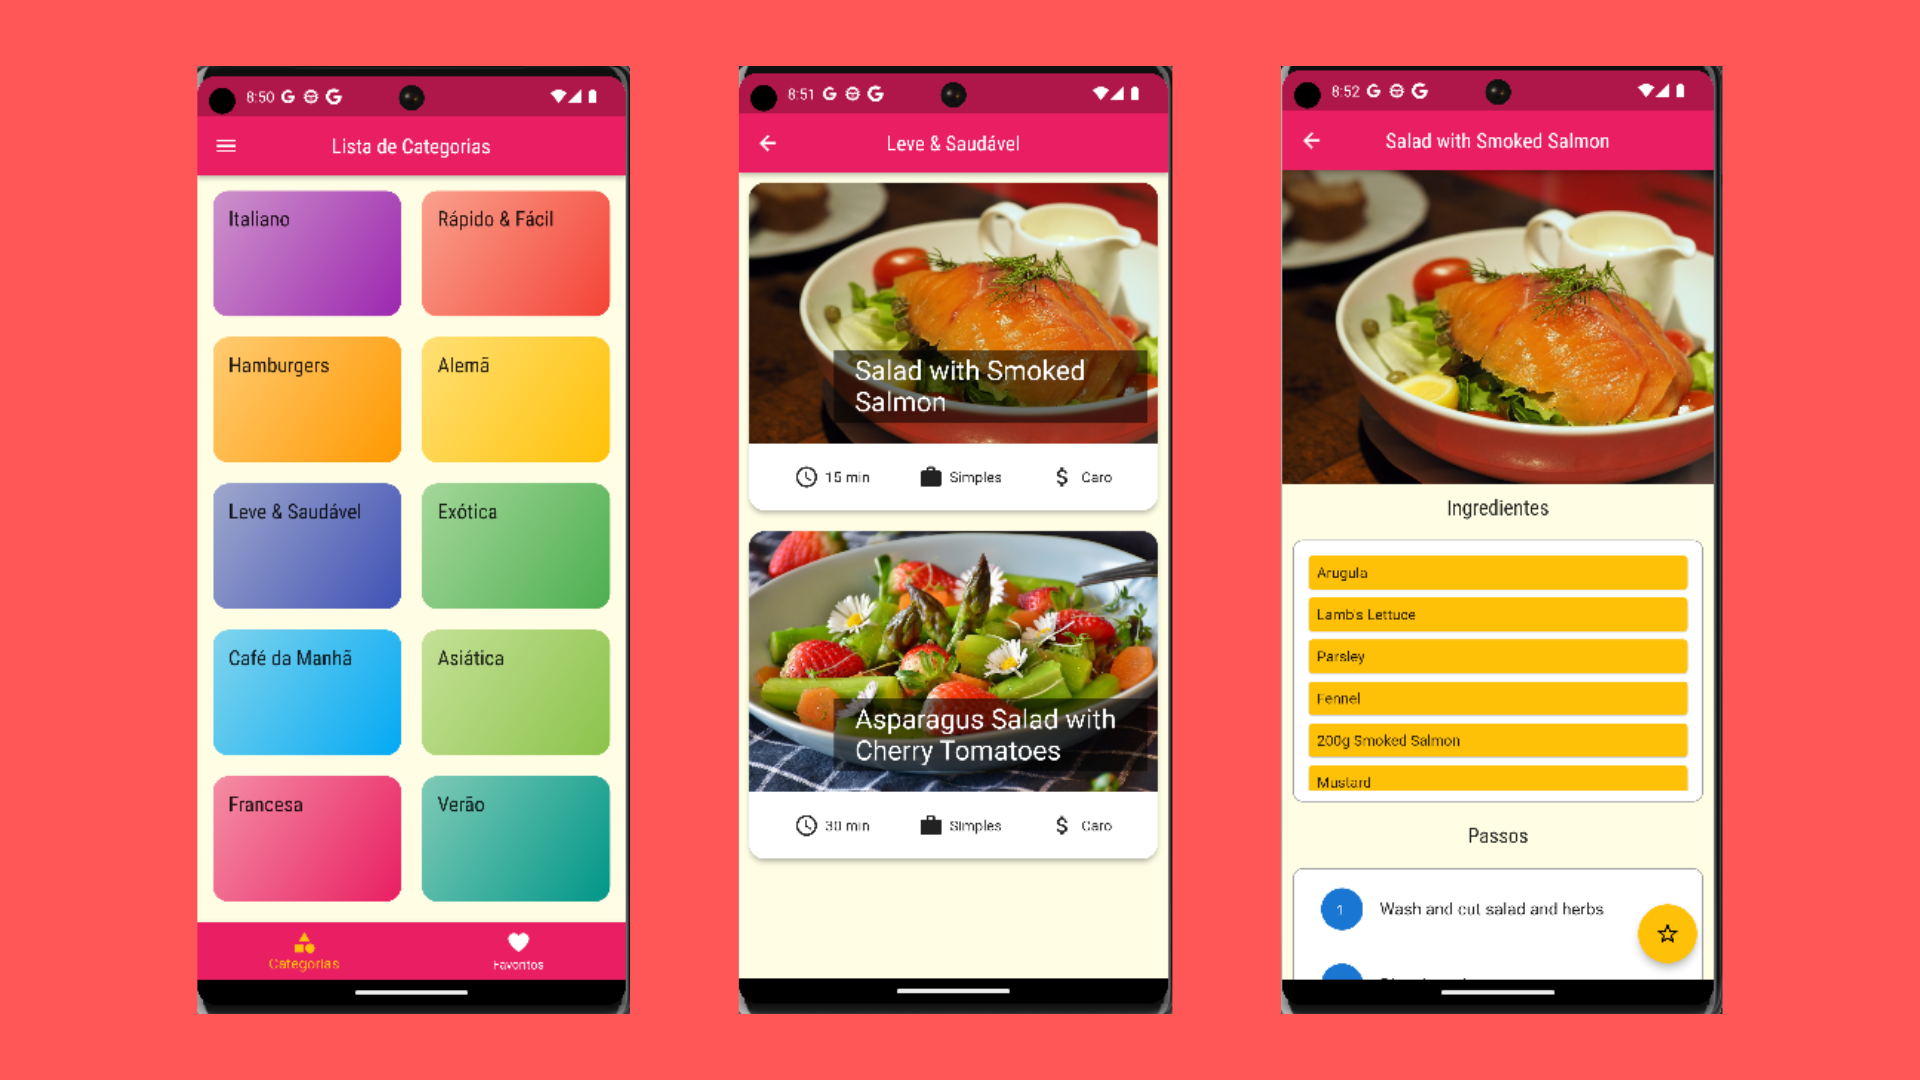 8:50
Lista de Categorias
Italiano
Rápido & Fácil
Hamburgers
Alemã
Leve & Saudável
Exótica
Café da Manhã
Asiática
Francesa
Verão
Categorias
Favoritos
8:51
Leve & Saudável
Salad with Smoked
Salmon
15 min
Simples
$ Caro
Asparagus Salad with
Cherry Tomatoes
30 min
Simples
$ Caro
8:52
Salad with Smoked Salmon
Ingredientes
Arugula
Lamb's Lettuce
Parsley
Fennel
200g Smoked Salmon
Mustard
Passos
1 Wash and cut salad and herbs